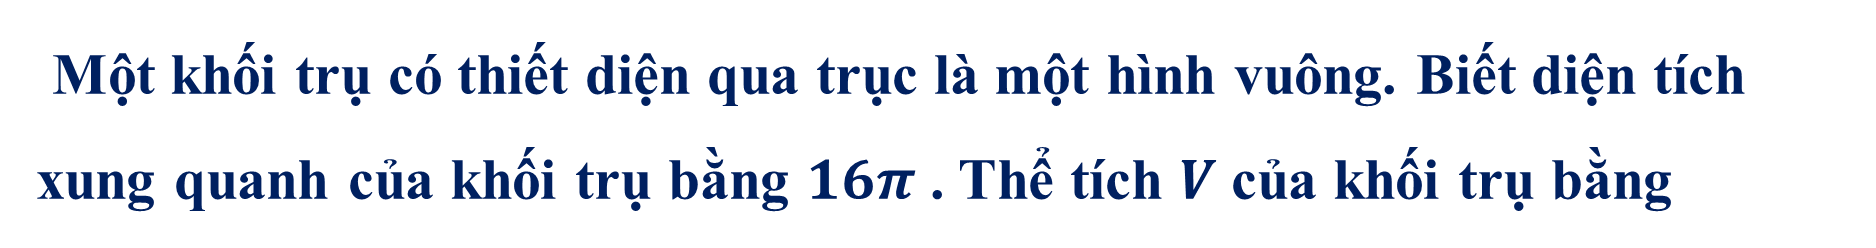 Một khối trụ có thiết diện qua trục là một hình vuông. Biết diện tích
xung quanh của khối trụ bằng 16π . Thể tích V của khối trụ bằng